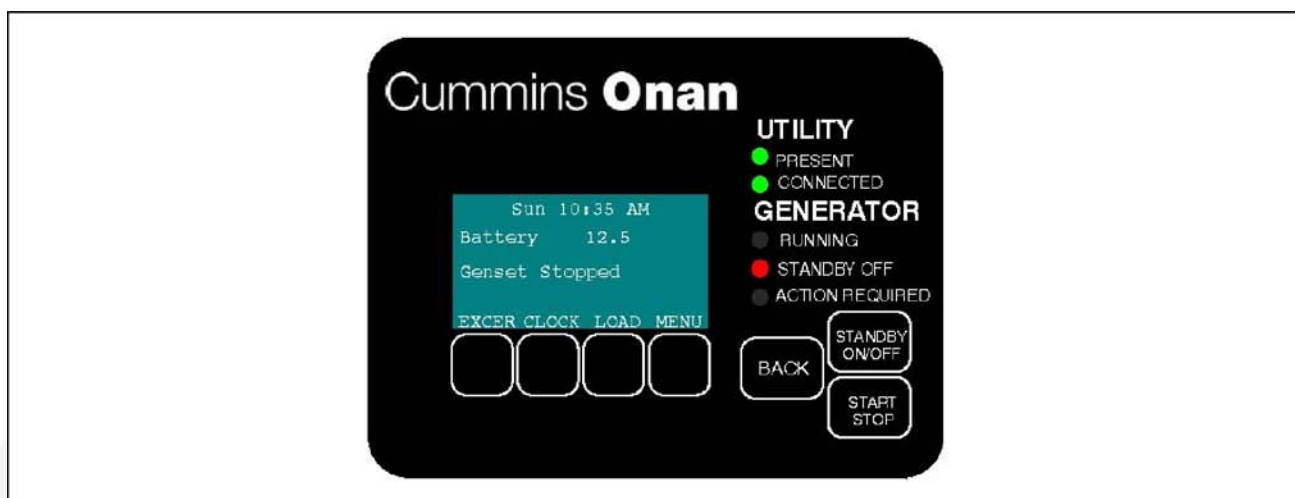 Cummins Onan
UTILITY
PRESENT
CONNECTED
GENERATOR
RUNNING
STANDBY OFF
ACTION REQUIRED
Sun 10:35 AM
Battery 12.5
Genset Stopped
EXCER CLOCK LOAD MENU
BACK
STANDBY
ON/OFF
START
STOP